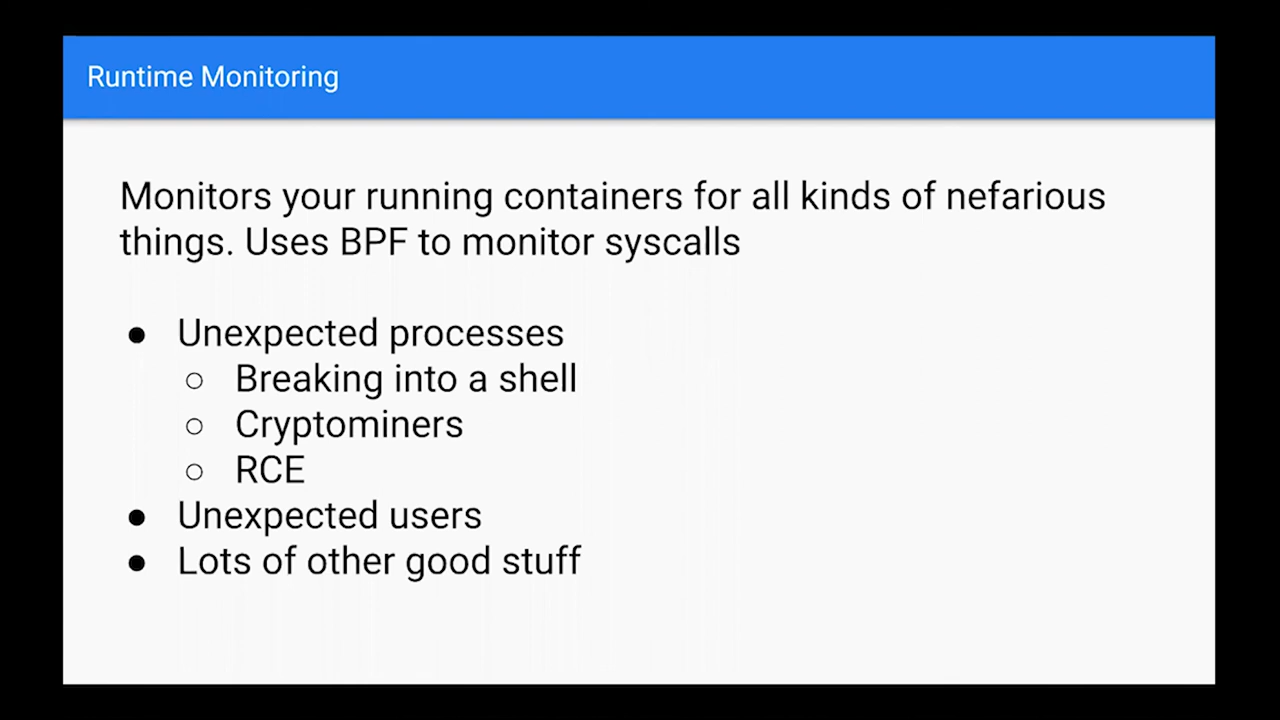 Runtime Monitoring
Monitors your running containers for all kinds of nefarious
things. Uses BPF to monitor syscalls
● Unexpected processes
○ Breaking into a shell
○ Cryptominers
○ RCE
● Unexpected users
● Lots of other good stuff